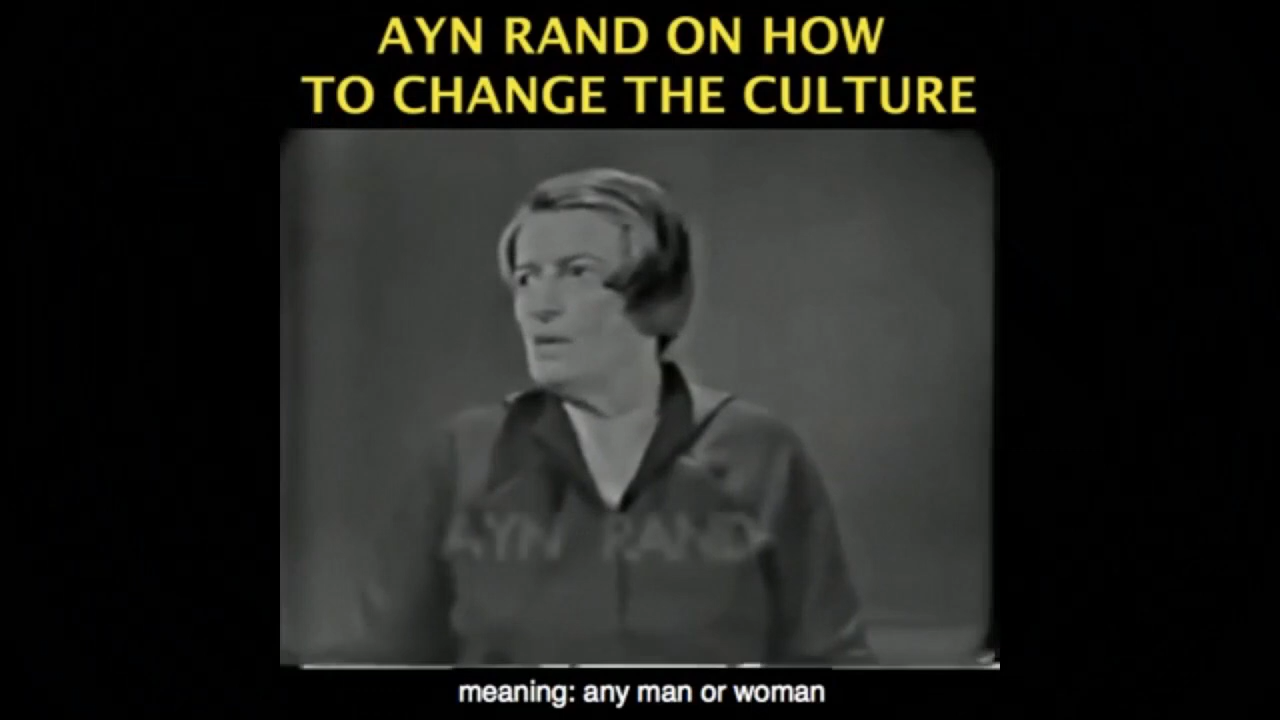 AYN RAND ON HOW
TO CHANGE THE CULTURE
AYN RAND
meaning: any man or woman